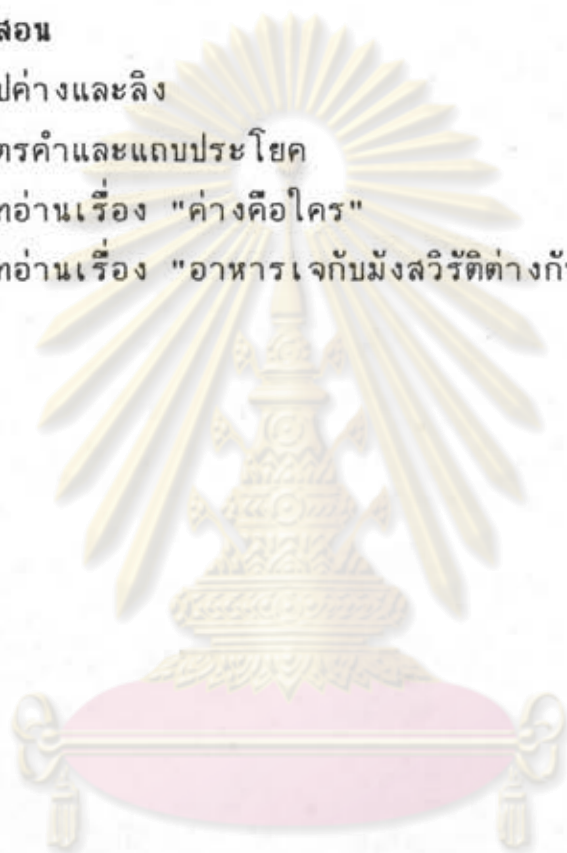 สอน
ปค่างและลิง
ตรคำและแถบประโยค
ทอ่านเรื่อง "ค่างคือใคร"
ทอ่านเรื่อง "อาหารเจกับมังสวิรัติต่างกั